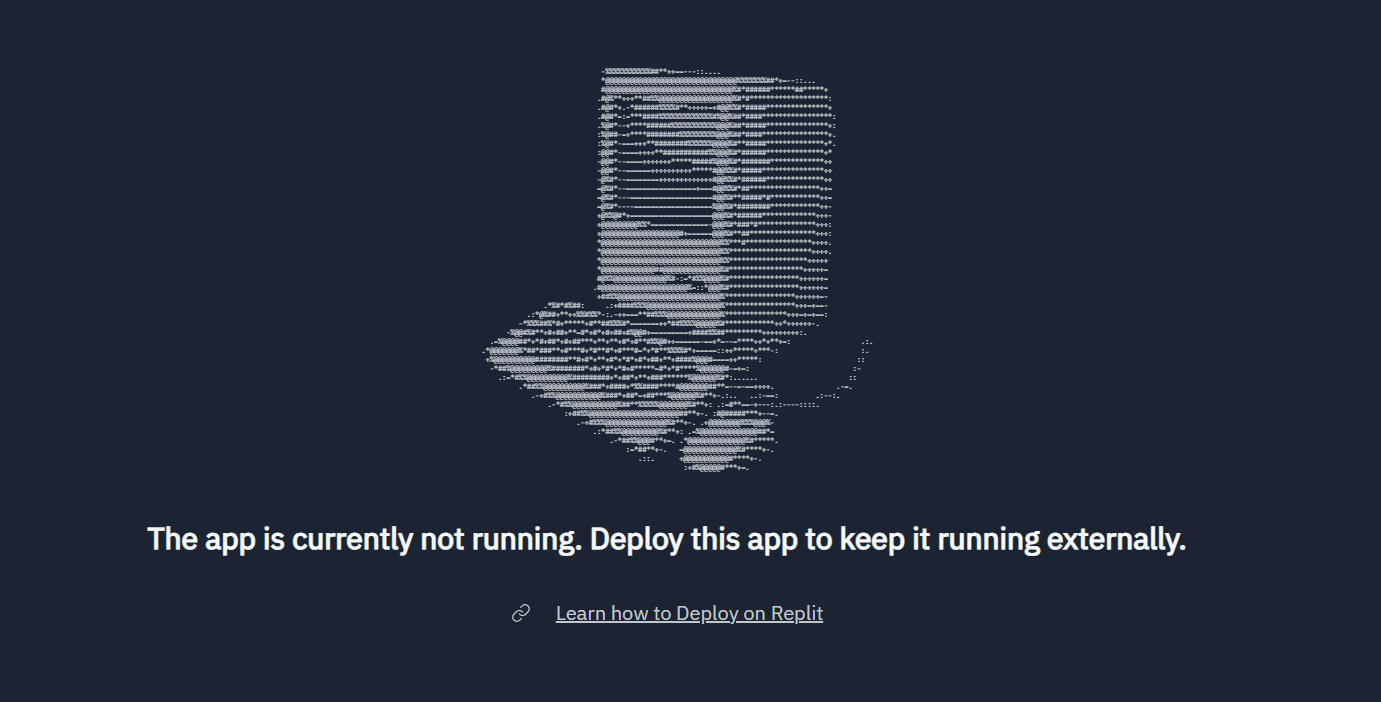 The app is currently not running. Deploy this app to keep it running externally.
Learn how to Deploy on Replit